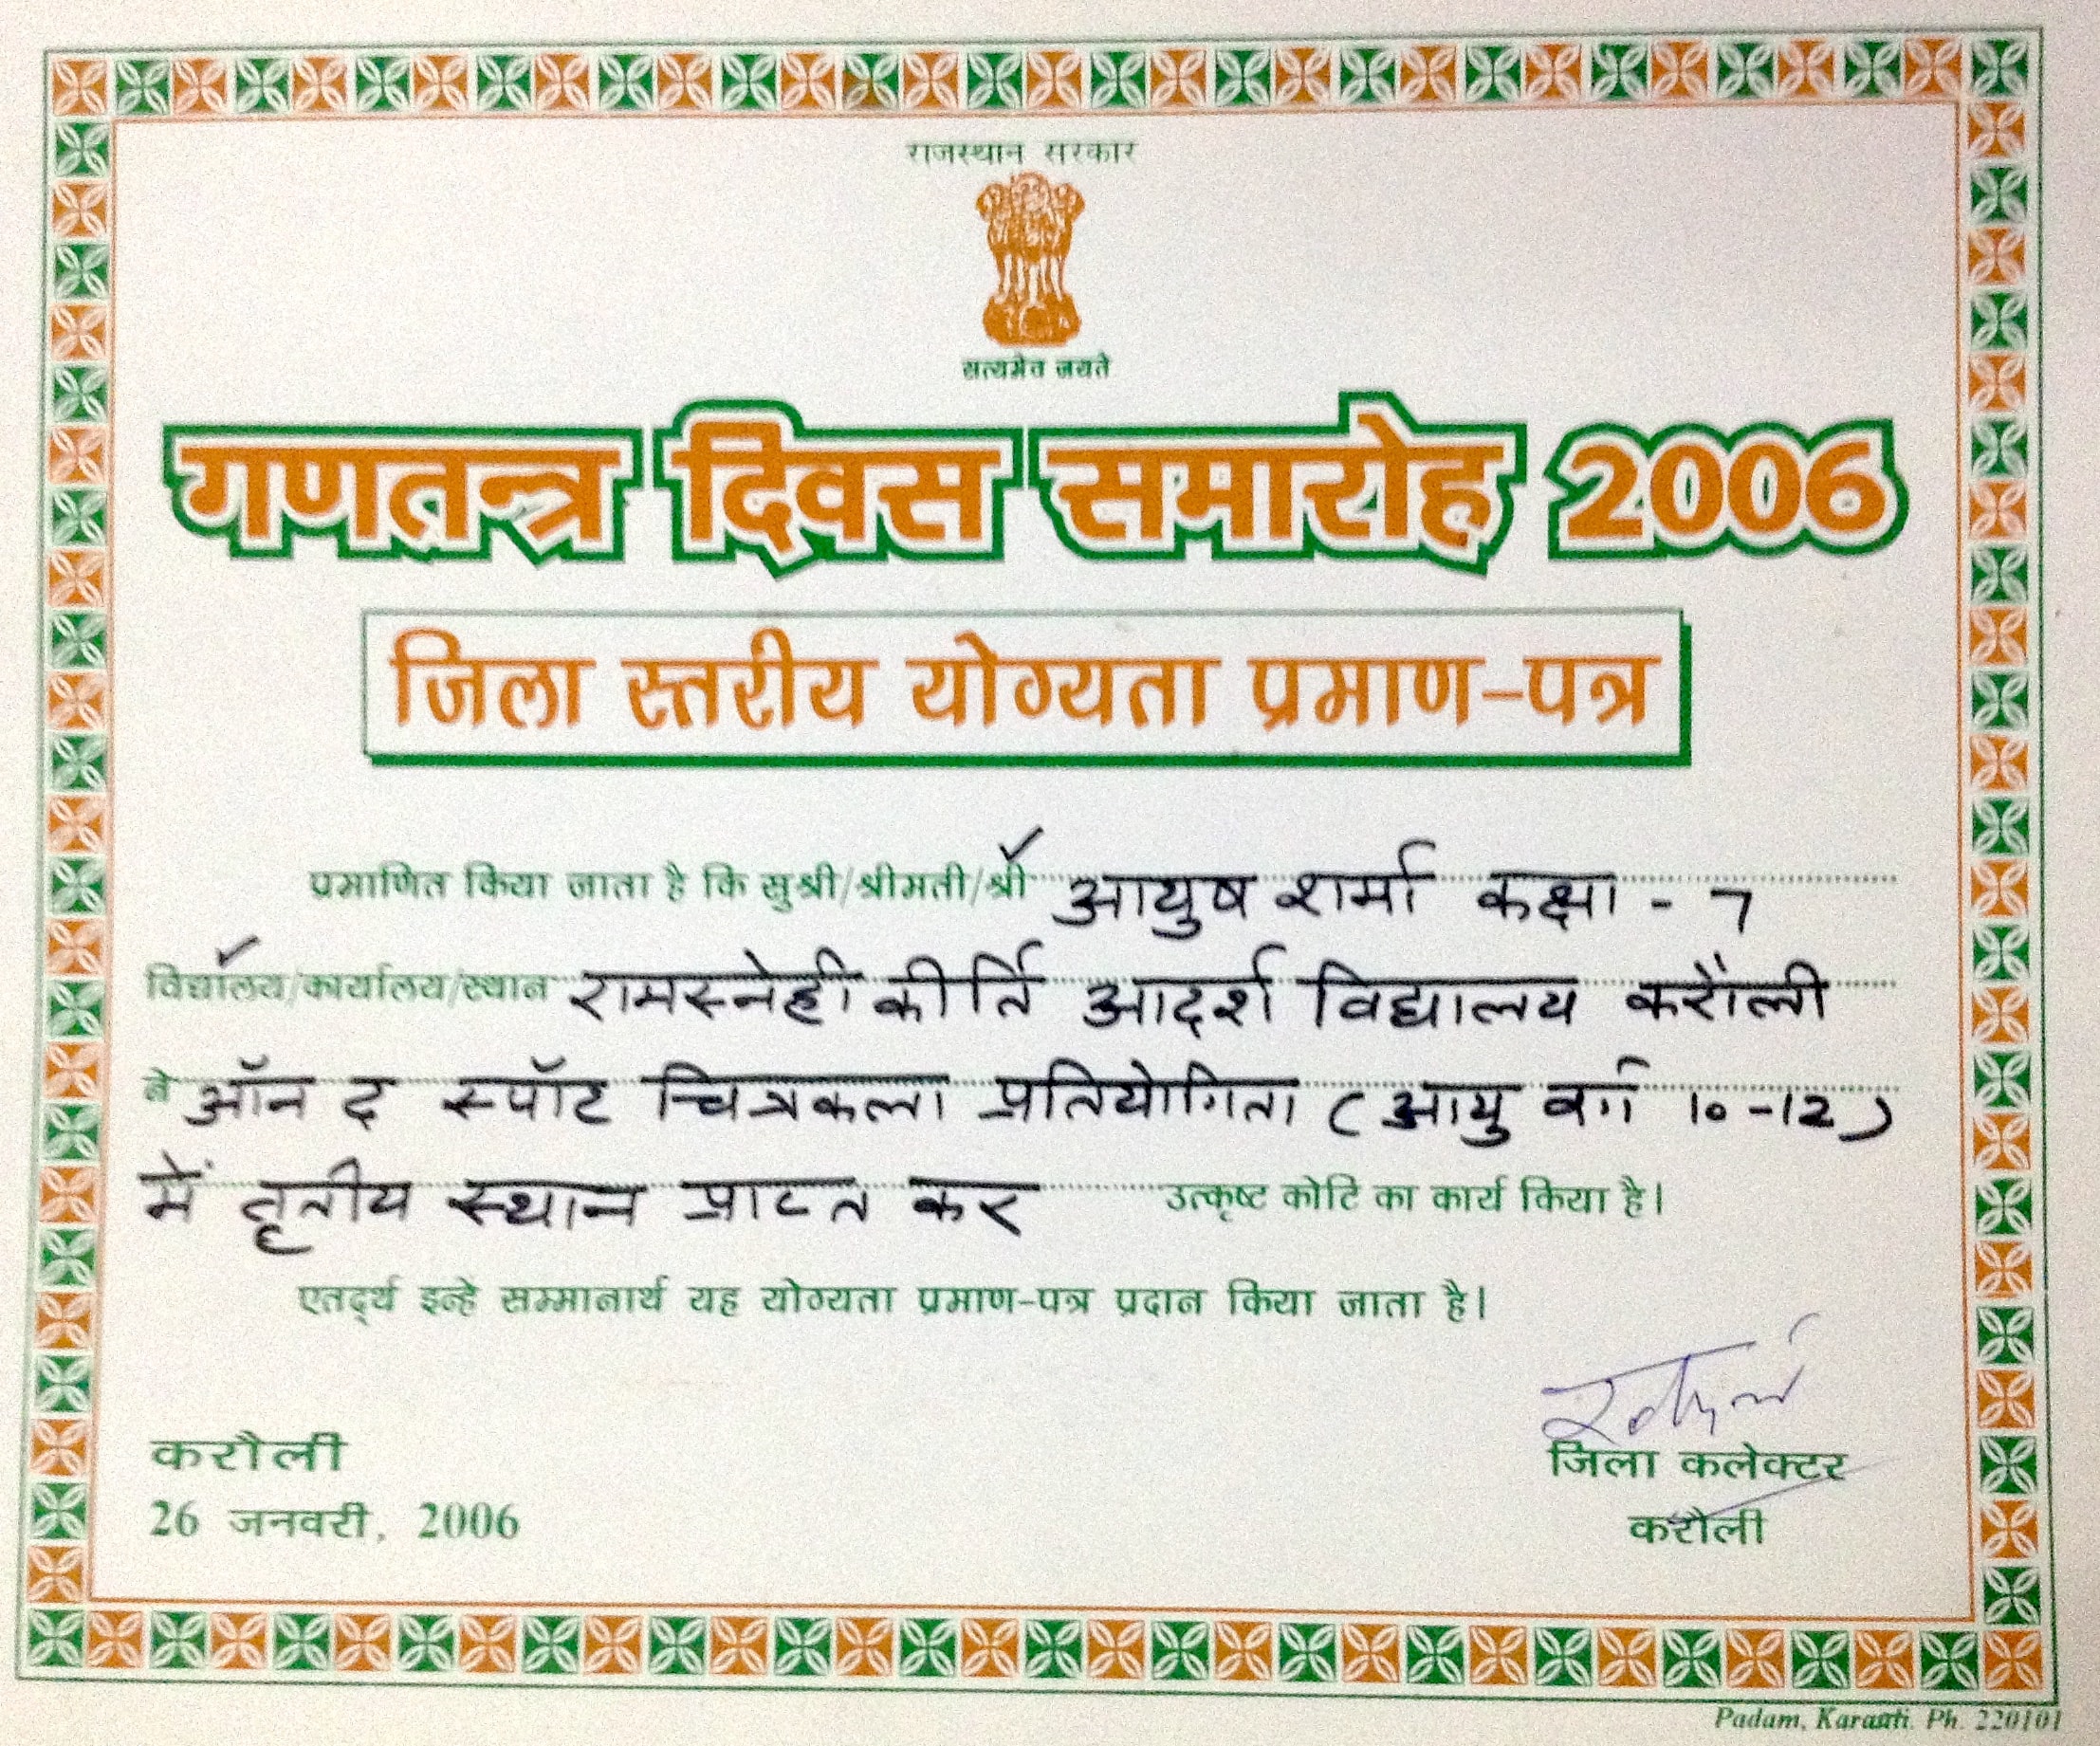 राजस्थान सरकार
सत्यमेव जयते
गणतन्त्र दिवस समारोह 2006
जिला स्तरीय योग्यता प्रमाण-पत्र
प्रमाणित किया जाता है कि सुश्री/श्रीमती/श्री आयुष शर्मा कक्षा - 7
विद्यालय/कार्यालय/स्थान रामस्नेही कीर्ति आदर्श विद्यालय करौली
ने ऑन द स्पॉट चित्रकला प्रतियोगिता (आयु वर्ग 10-12)
में तृतीय स्थान प्राप्त कर उत्कृष्ट कोटि का कार्य किया है।
एतद्र्थ इन्हे सम्मानार्थ यह योग्यता प्रमाण-पत्र प्रदान किया जाता है।
करौली
26 जनवरी, 2006
जिला कलेक्टर
करौली
Padam, Karauli. Ph. 220101